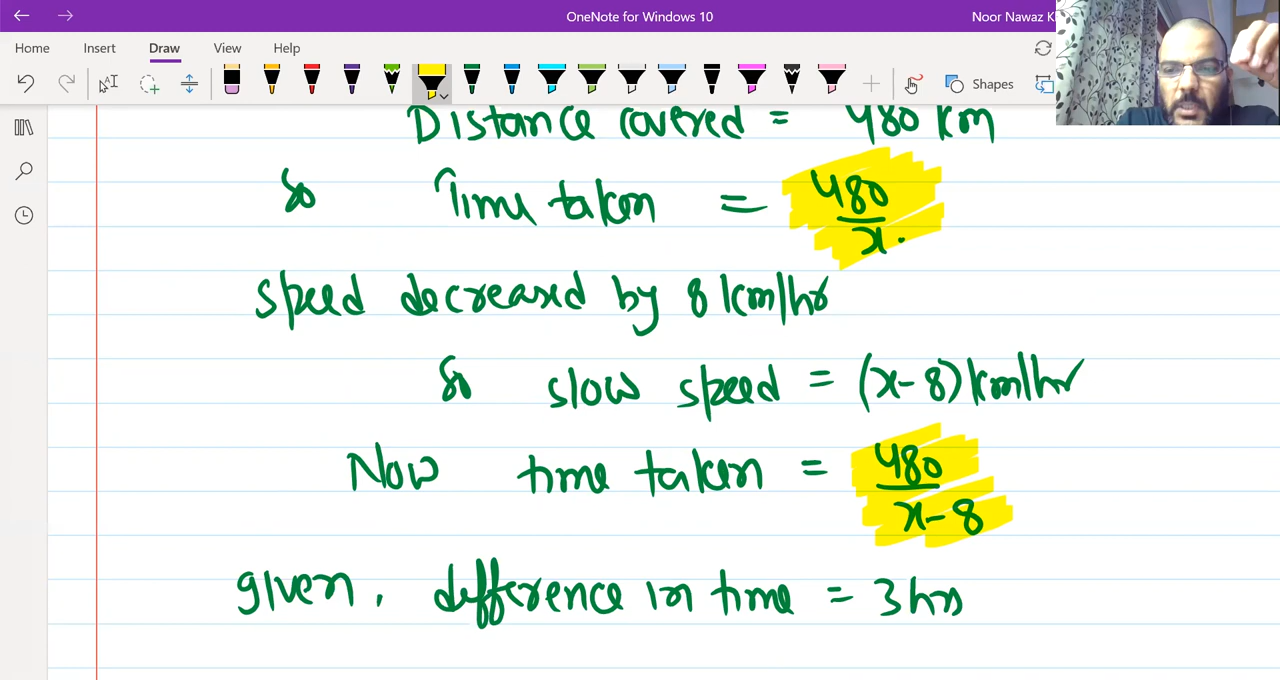 OneNote for Windows 10
Noor Nawaz K
Home Insert Draw View Help
Shapes
Distance covered = 480 km
So Time taken = 480/x.
speed decreased by 8 km/hr
So slow speed = (x-8) km/hr
Now time taken = 480/x-8
given, difference in time = 3 hrs